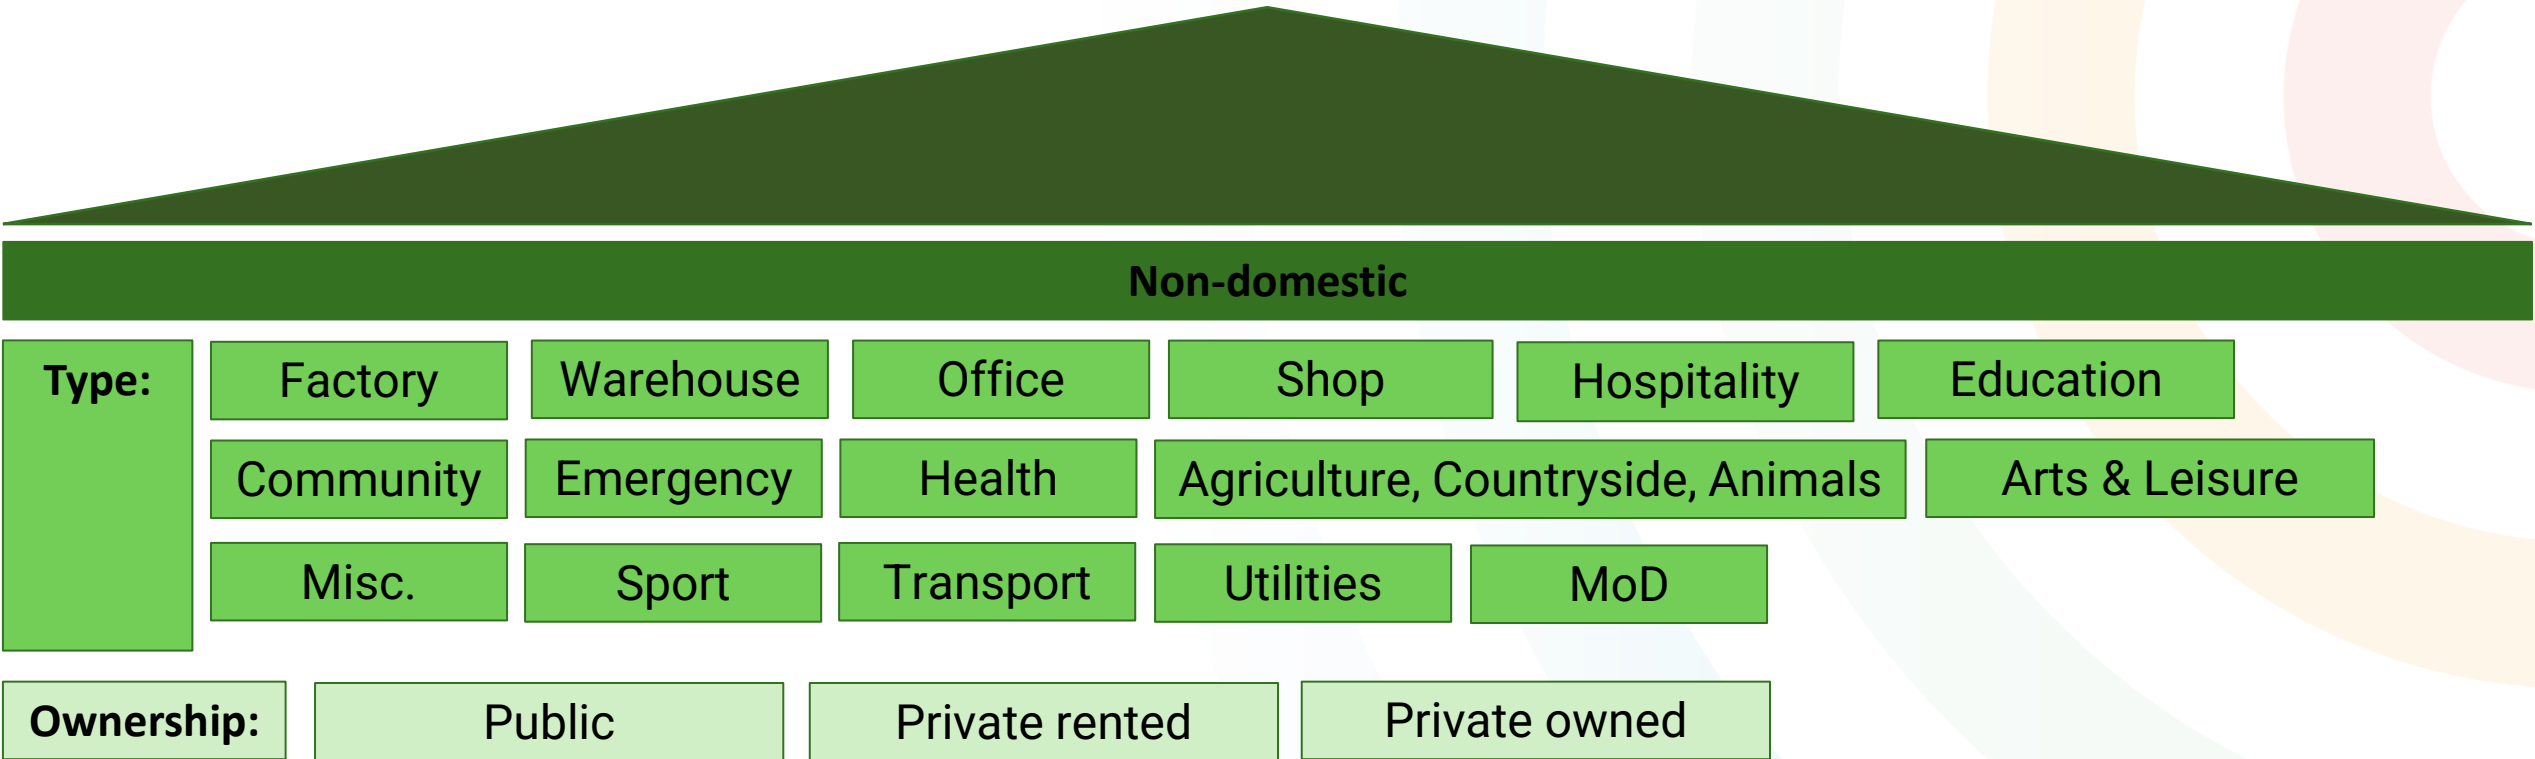 Non-domestic
Type:
Factory
Warehouse
Office
Shop
Hospitality
Education
Community
Emergency
Health
Agriculture, Countryside, Animals
Arts & Leisure
Misc.
Sport
Transport
Utilities
MoD
Ownership:
Public
Private rented
Private owned